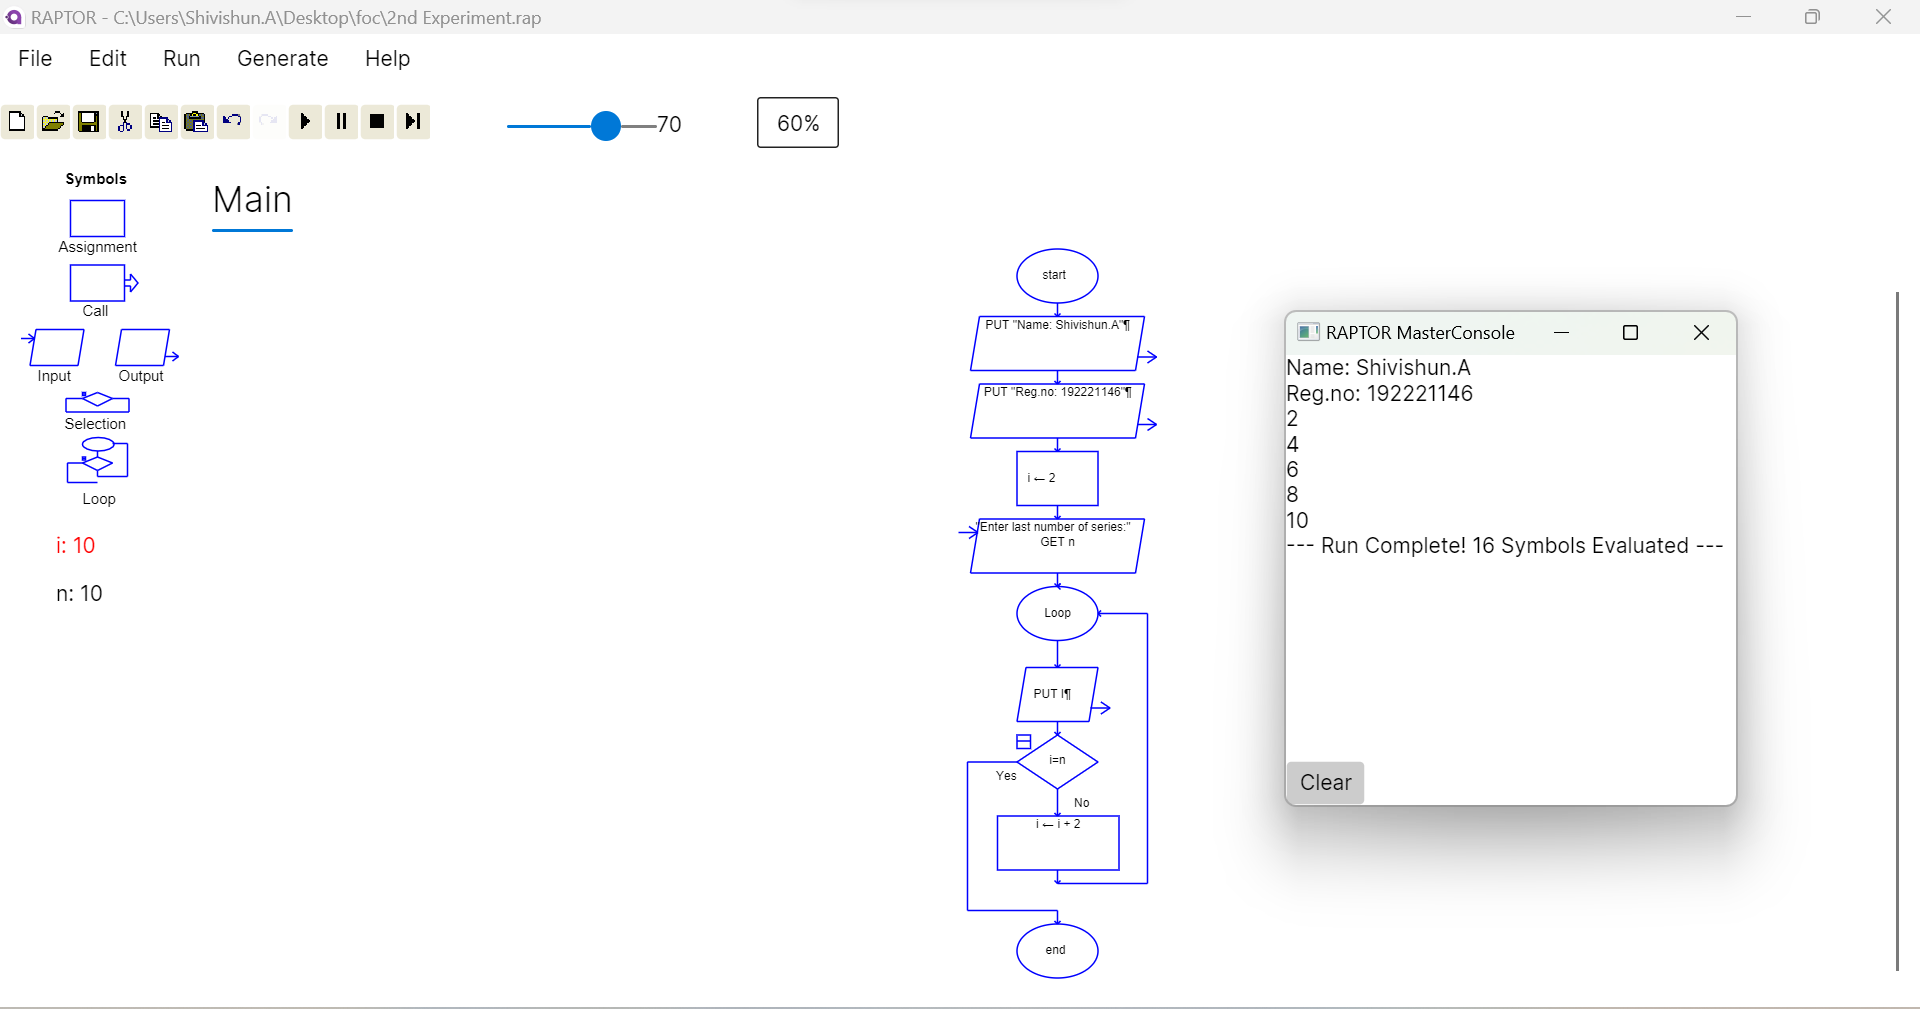 RAPTOR - C:\Users\Shivishun.A\Desktop\foc\2nd Experiment.rap
File Edit Run Generate Help
70
60%
Symbols
Assignment
Call
Input Output
Selection
Loop
i: 10
n: 10
Main
start
PUT "Name: Shivishun.A"¶
PUT "Reg.no: 192221146"¶
i ← 2
"Enter last number of series:"
GET n
Loop
PUT I¶
i=n
Yes
No
i ← i + 2
end
RAPTOR MasterConsole
Name: Shivishun.A
Reg.no: 192221146
2
4
6
8
10
--- Run Complete! 16 Symbols Evaluated ---
Clear